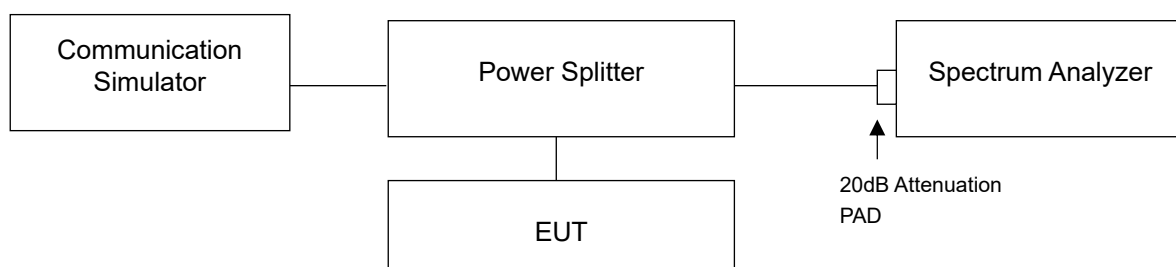 Communication
Simulator
Power Splitter
Spectrum Analyzer
20dB Attenuation
PAD
EUT